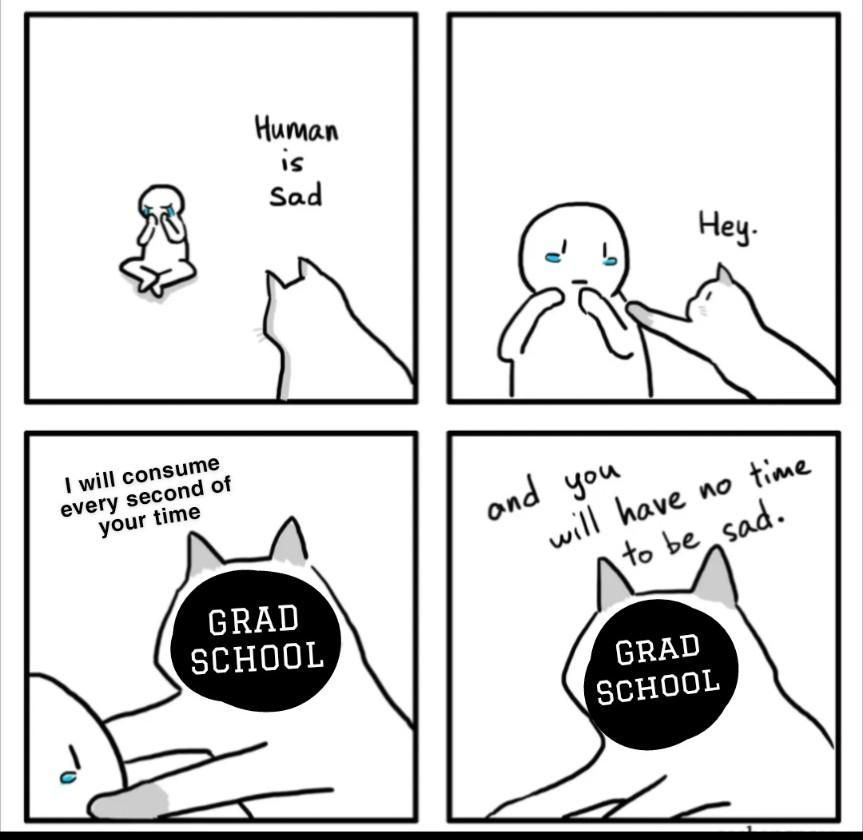 Human
is
sad
Hey.
I will consume
every second of
your time
GRAD
SCHOOL
and you
will have no time
to be sad.
GRAD
SCHOOL